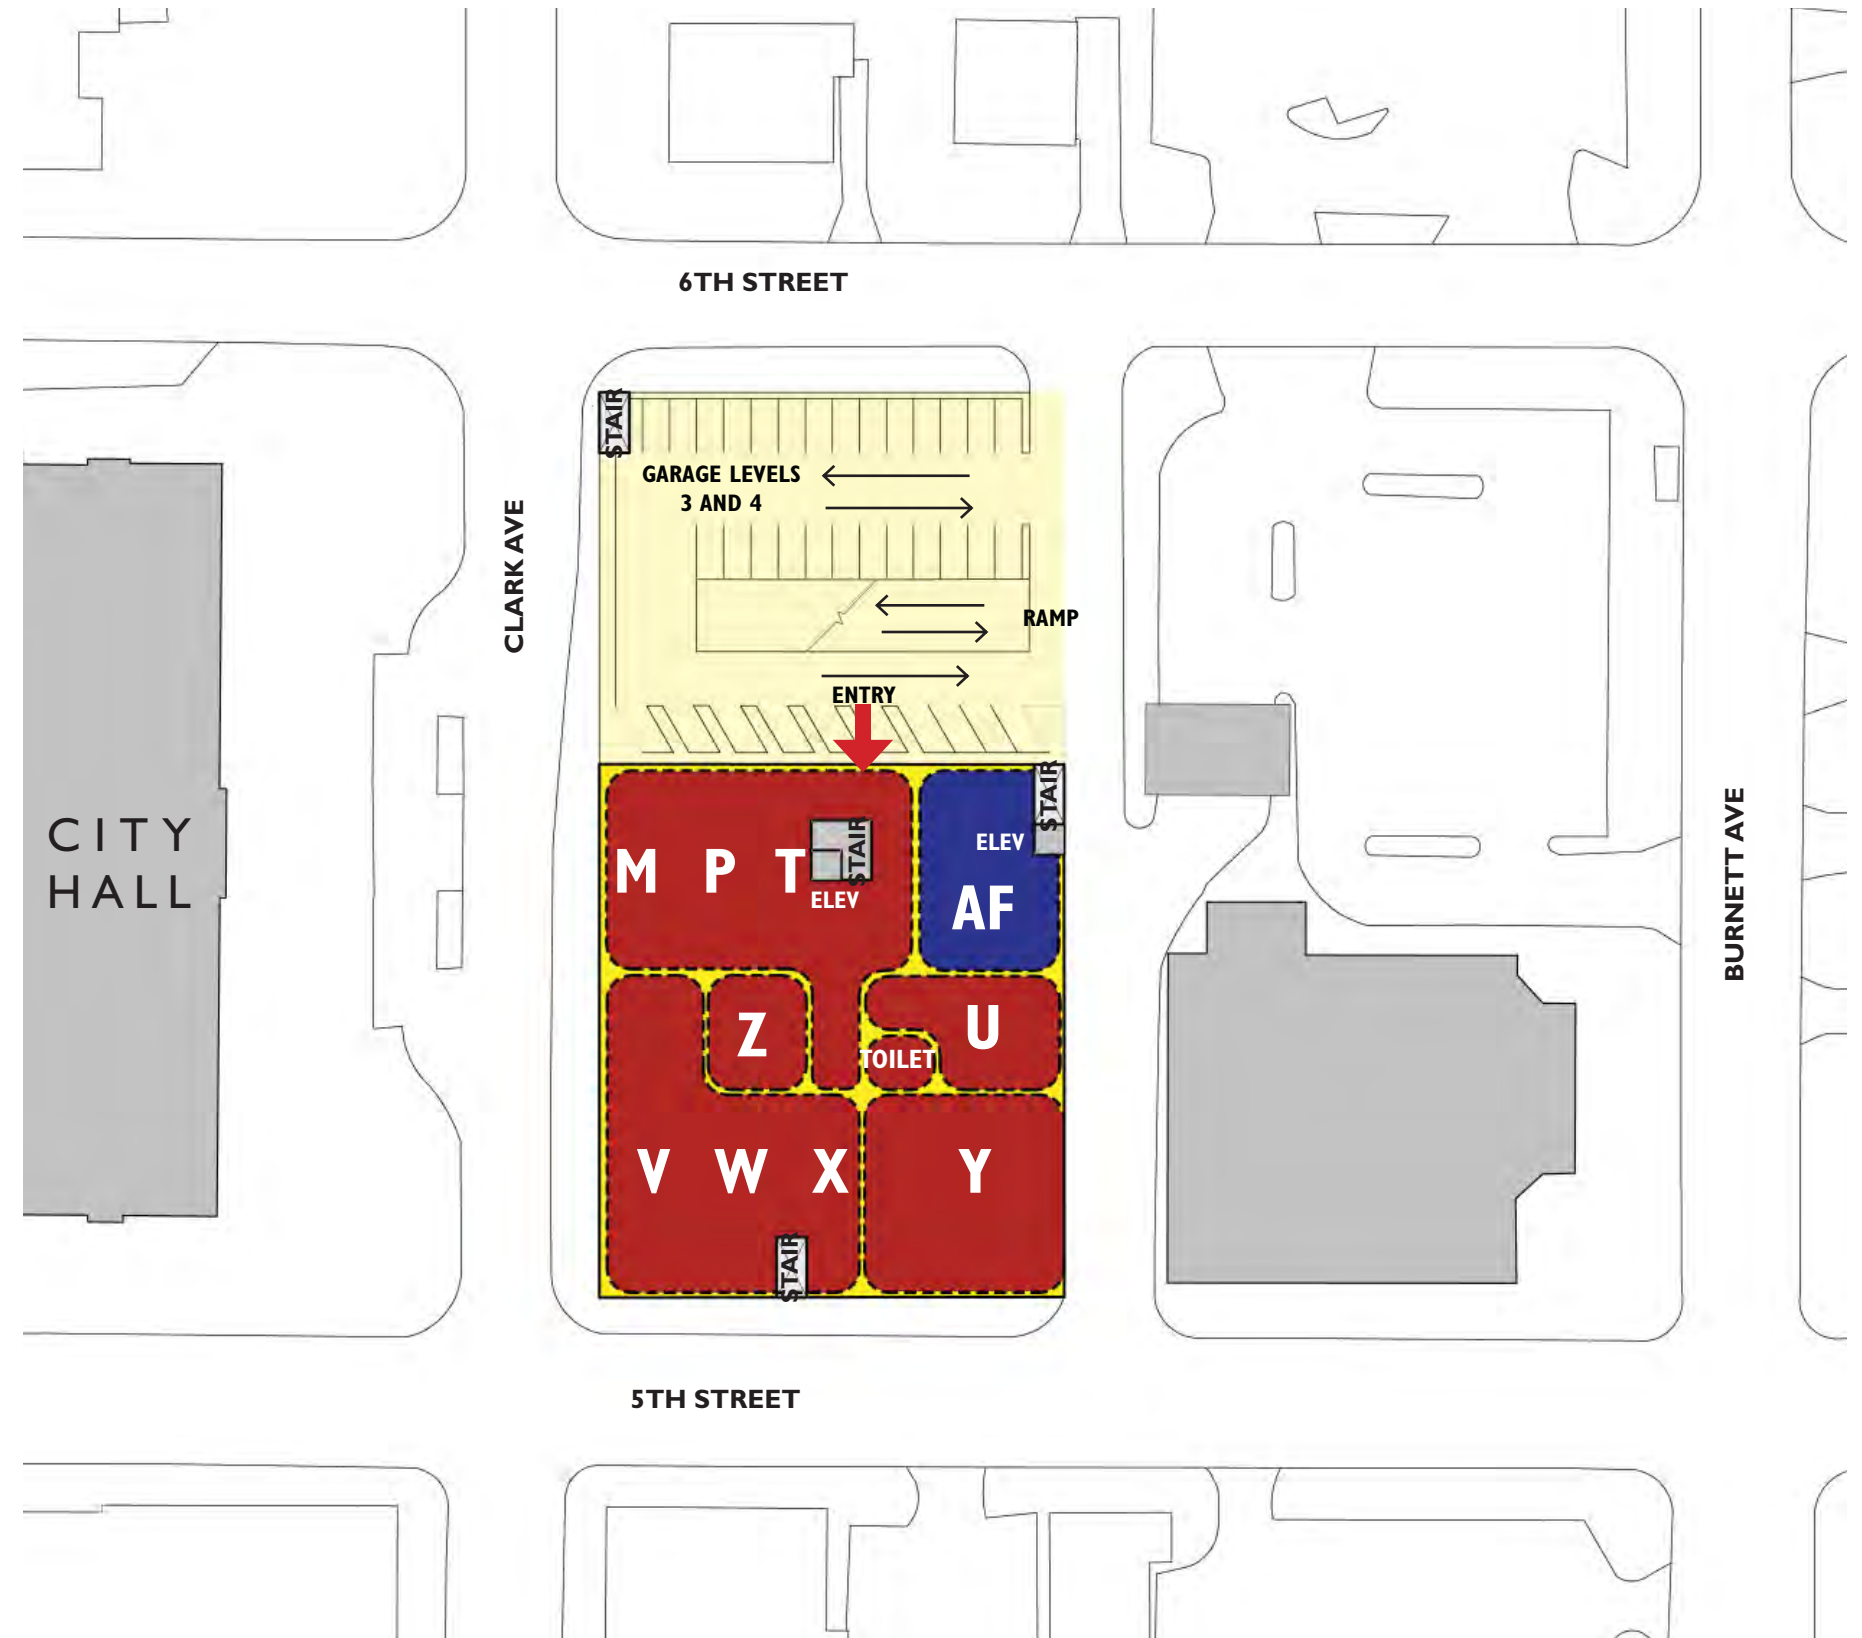 6TH STREET
STAIR
GARAGE LEVELS
3 AND 4
CLARK AVE
RAMP
ENTRY
STAIR
CITY
HALL
ELEV
M P T
STAIR
ELEV
AF
BURNETT AVE
Z
U
TOILET
V W X
Y
STAIR
5TH STREET